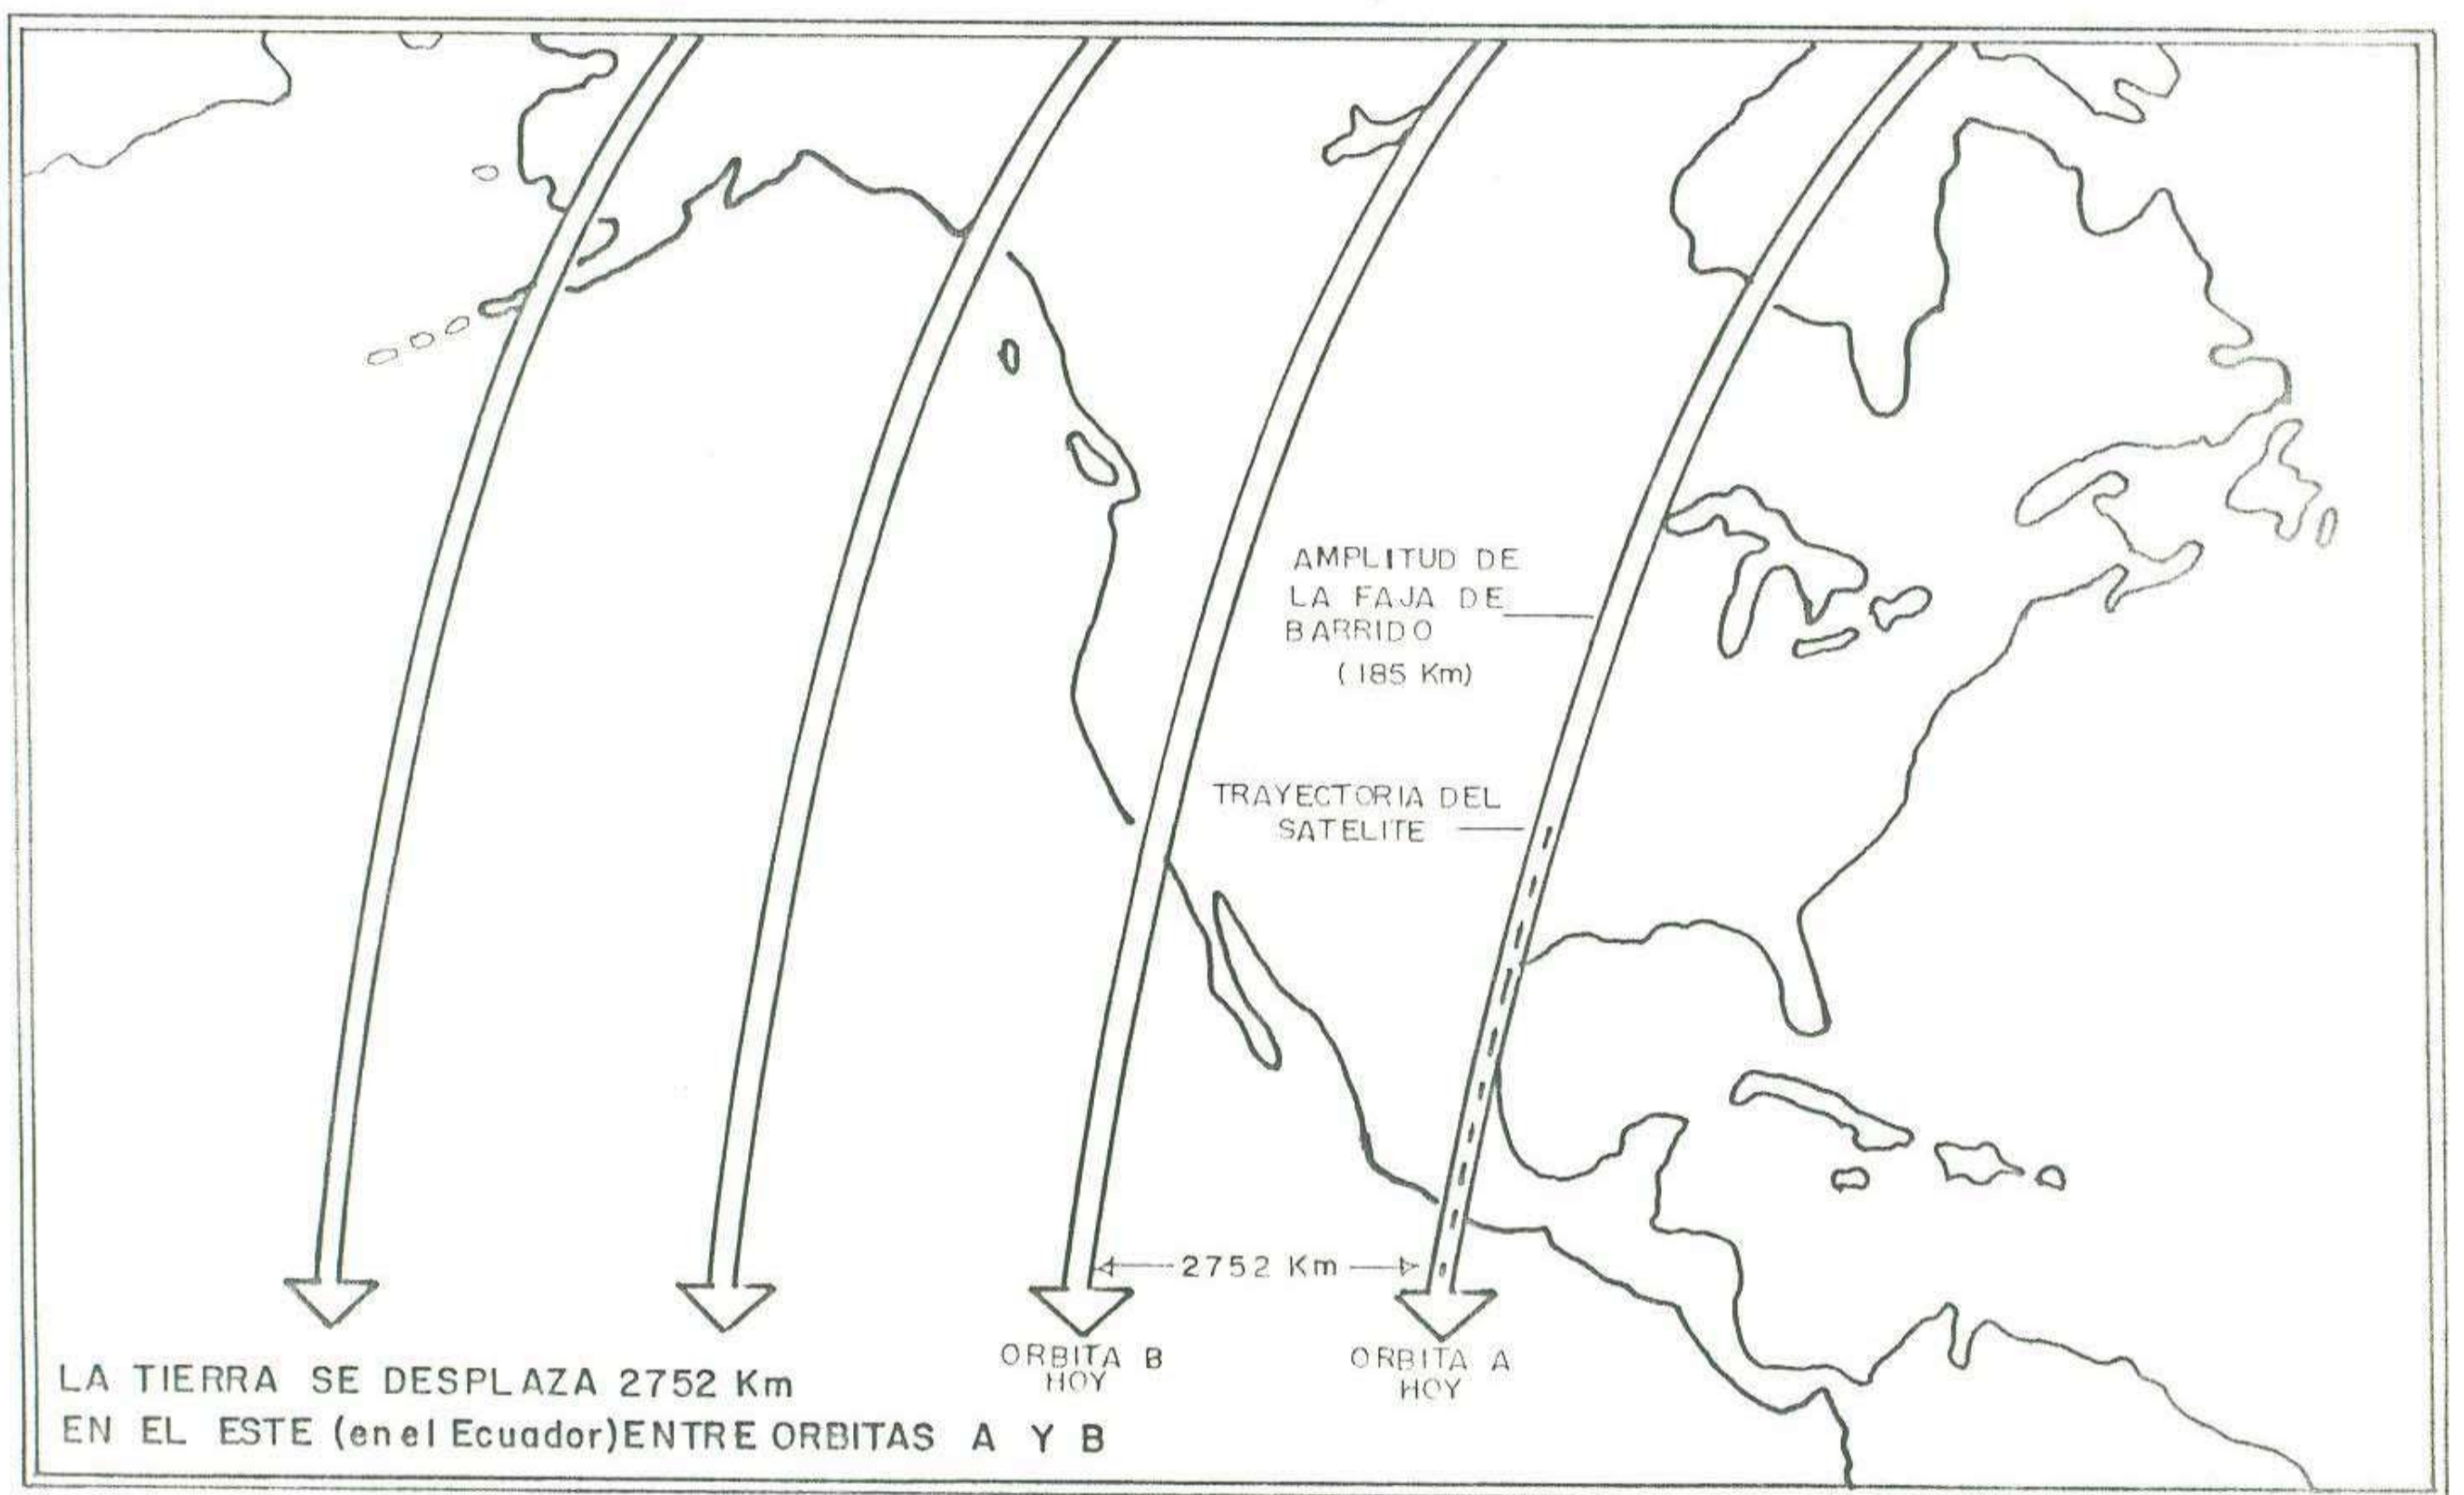 AMPLITUD DE
LA FAJA DE
BARRIDO
(185 Km)
TRAYECTORIA DEL
SATELITE
2752 Km
ORBITA B
HOY
ORBITA A
HOY
LA TIERRA SE DESPLAZA 2752 Km
EN EL ESTE (en el Ecuador) ENTRE ORBITAS A Y B